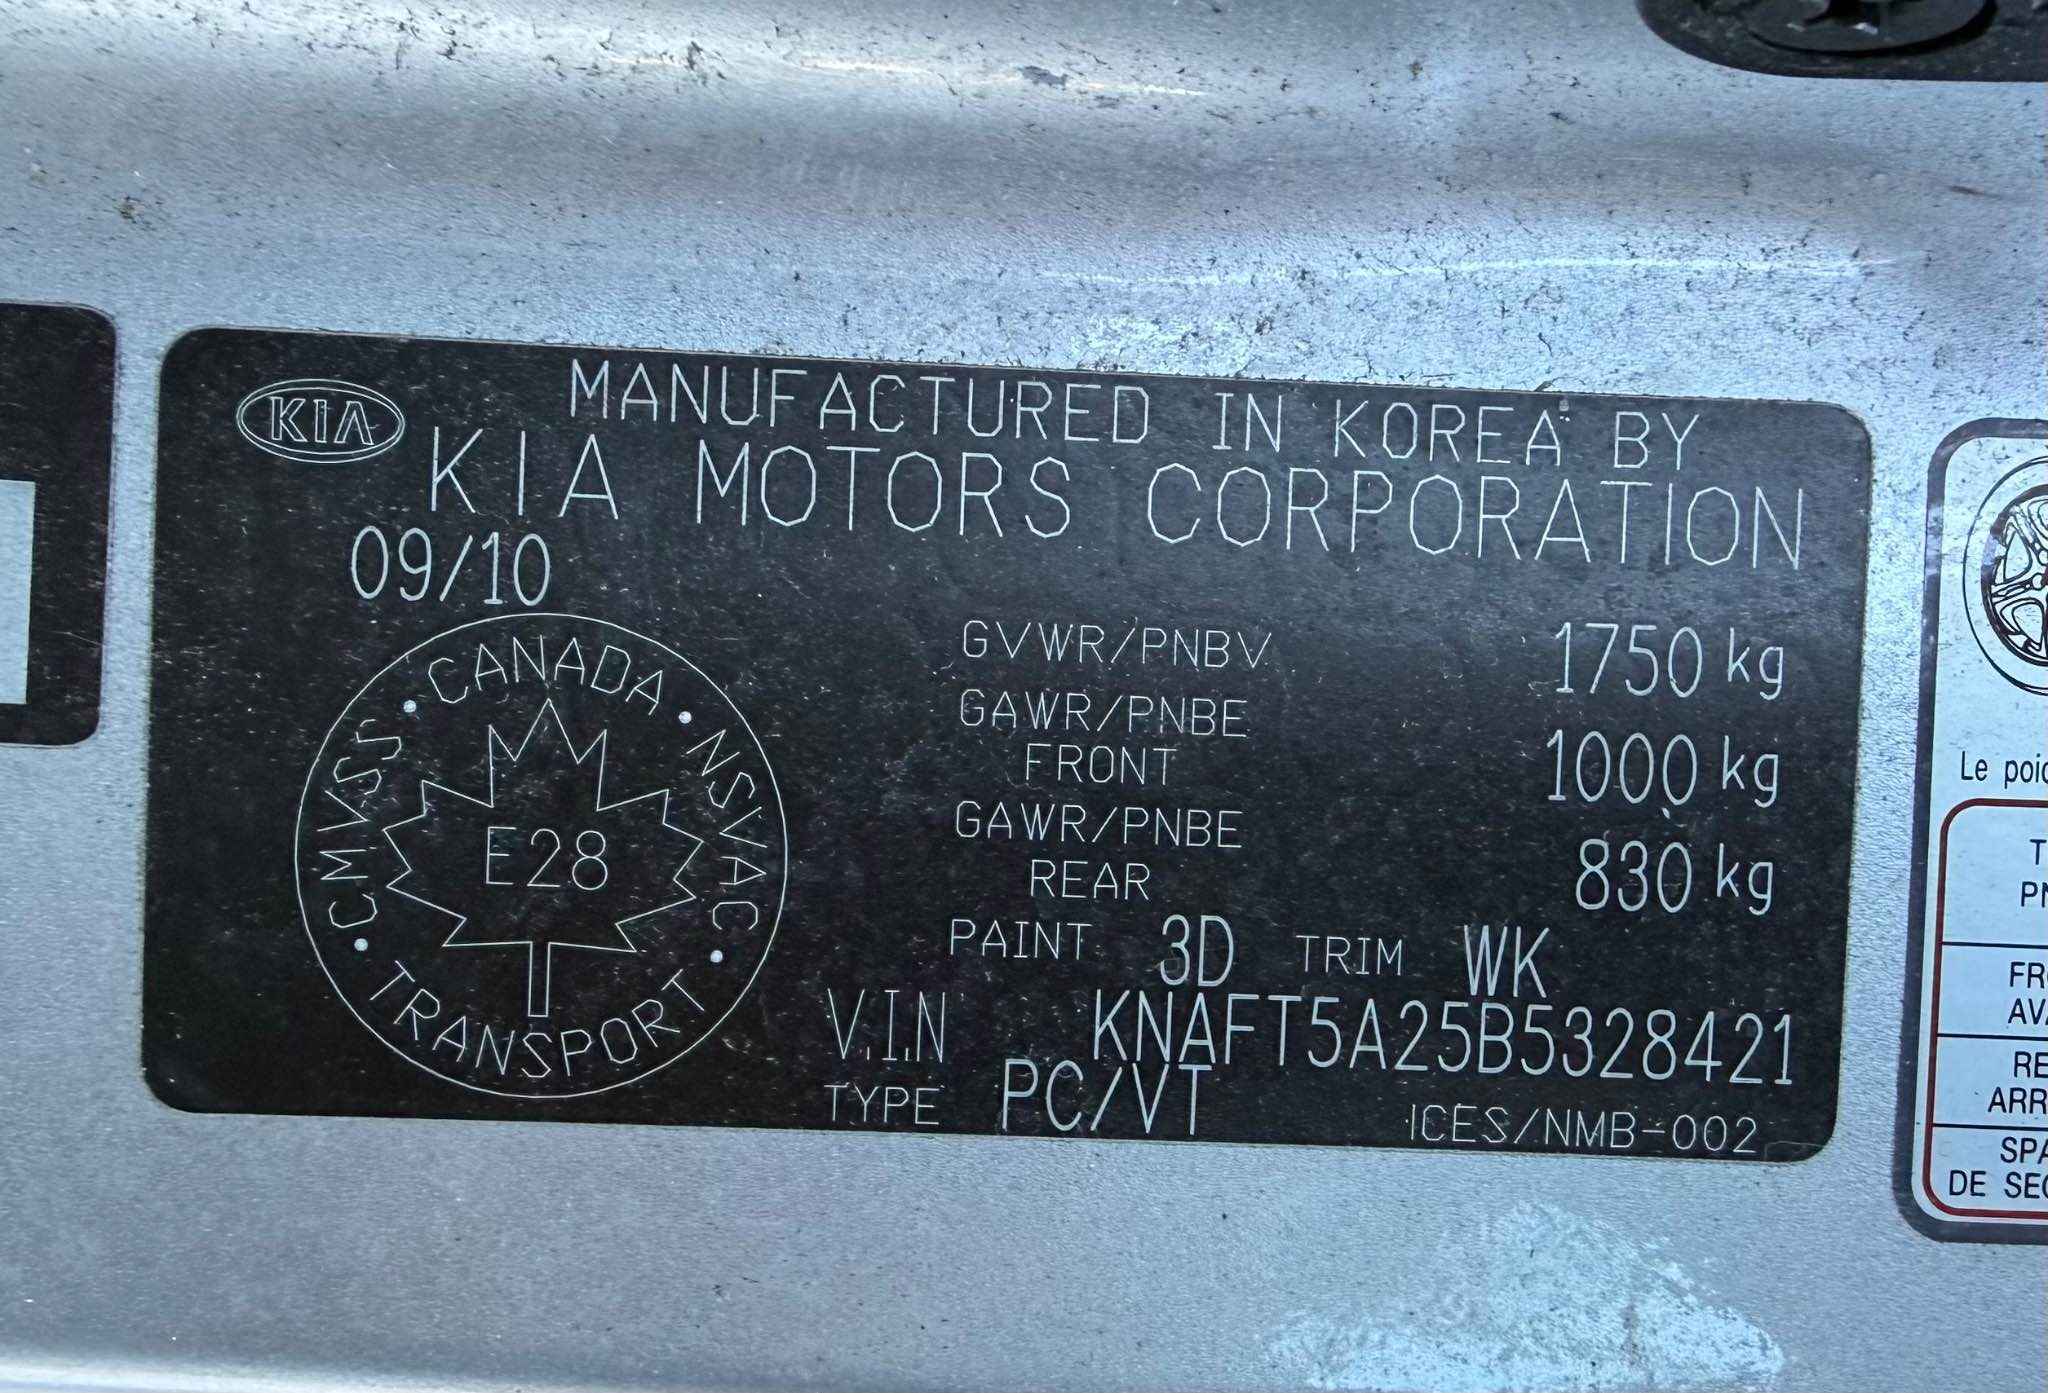 KIA
MANUFACTURED IN KOREA BY
KIA MOTORS CORPORATION
09/10
CMVSS • CANADA • NSVAC • TRANSPORT •
E28
GVWR/PNBV 1750 kg
GAWR/PNBE
FRONT 1000 kg
GAWR/PNBE
REAR 830 kg
PAINT 3D TRIM WK
V.I.N KNAFT5A25B5328421
TYPE PC/VT ICES/NMB-002
Le
DE